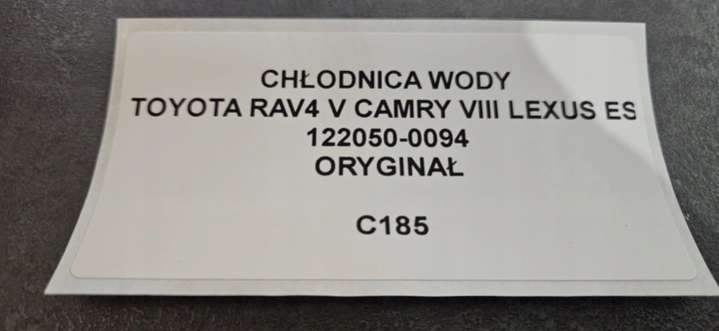 CHŁODNICA WODY
TOYOTA RAV4 V CAMRY VIII LEXUS ES
122050-0094
ORYGINAŁ
C185